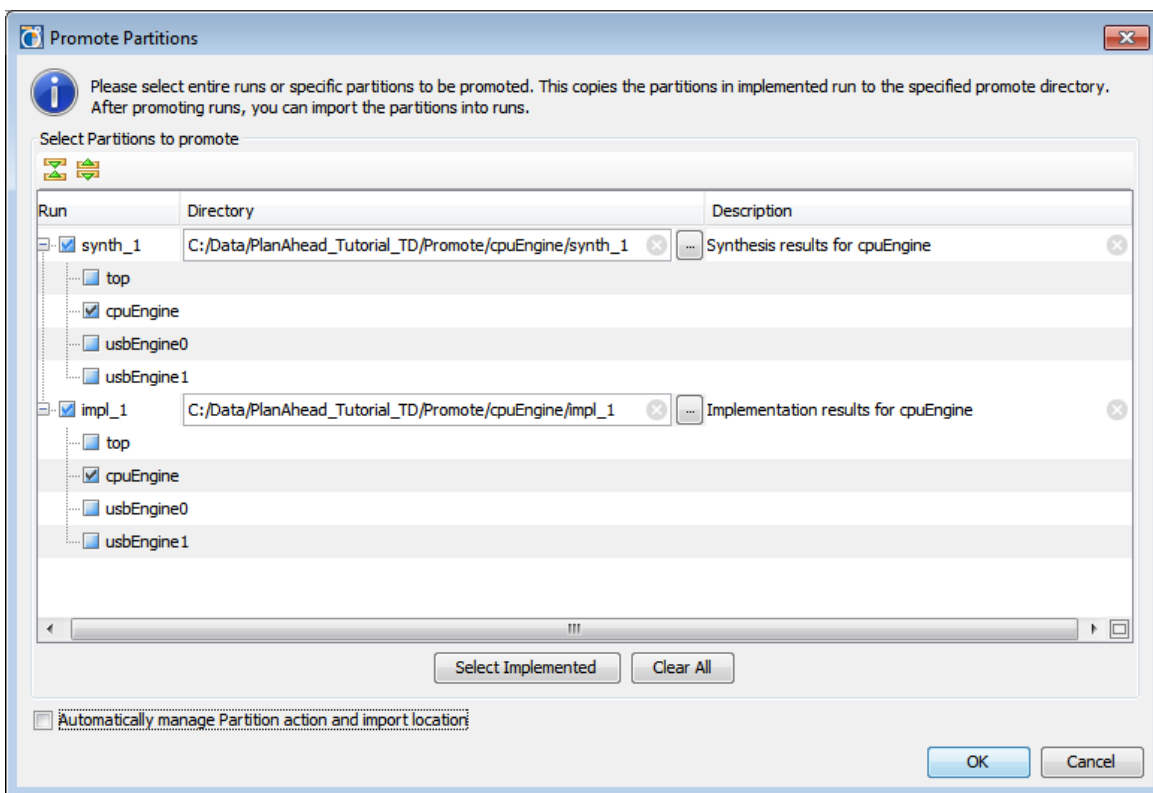 Promote Partitions
Please select entire runs or specific partitions to be promoted. This copies the partitions in implemented run to the specified promote directory.
After promoting runs, you can import the partitions into runs.
Select Partitions to promote
Run Directory Description
synth_1 C:/Data/PlanAhead_Tutorial_TD/Promote/cpuEngine/synth_1 ... Synthesis results for cpuEngine
top
cpuEngine
usbEngine0
usbEngine1
impl_1 C:/Data/PlanAhead_Tutorial_TD/Promote/cpuEngine/impl_1 ... Implementation results for cpuEngine
top
cpuEngine
usbEngine0
usbEngine1
Select Implemented Clear All
Automatically manage Partition action and import location
OK Cancel